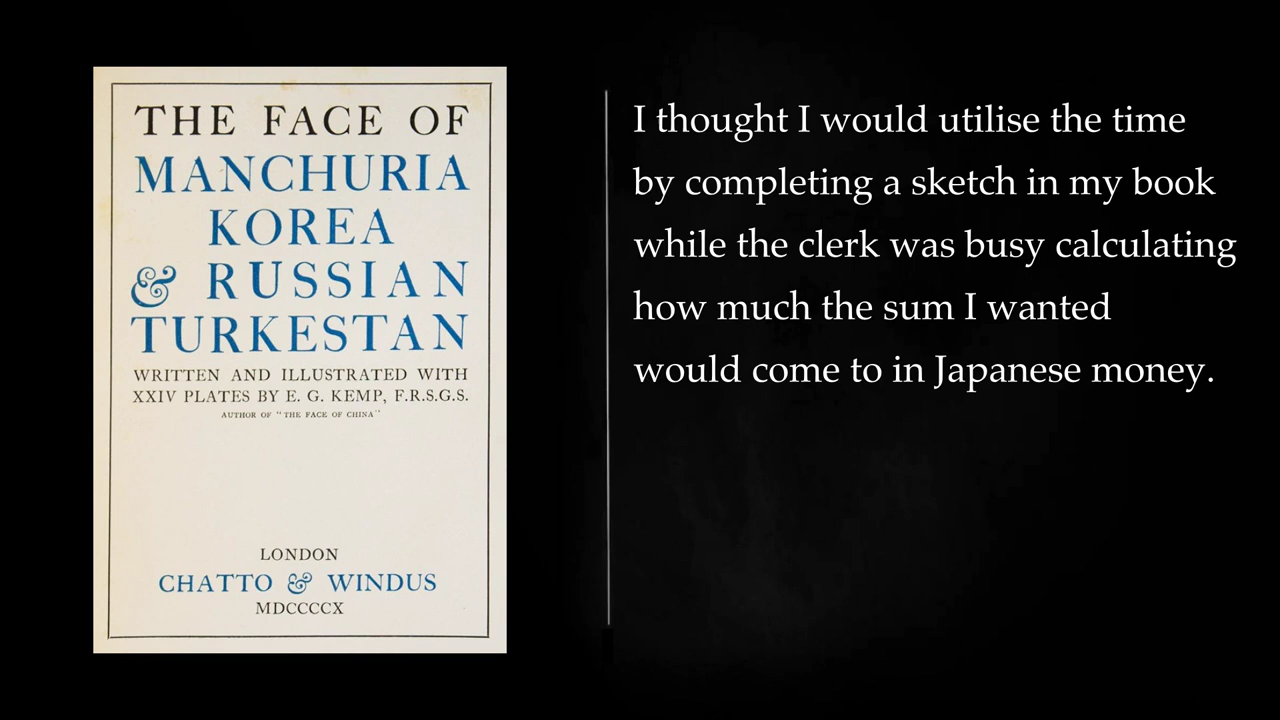 THE FACE OF
MANCHURIA
KOREA
& RUSSIAN
TURKESTAN
WRITTEN AND ILLUSTRATED WITH
XXIV PLATES BY E. G. KEMP, F.R.S.G.S.
AUTHOR OF "THE FACE OF CHINA"
LONDON
CHATTO & WINDUS
MDCCCCX
I thought I would utilise the time
by completing a sketch in my book
while the clerk was busy calculating
how much the sum I wanted
would come to in Japanese money.